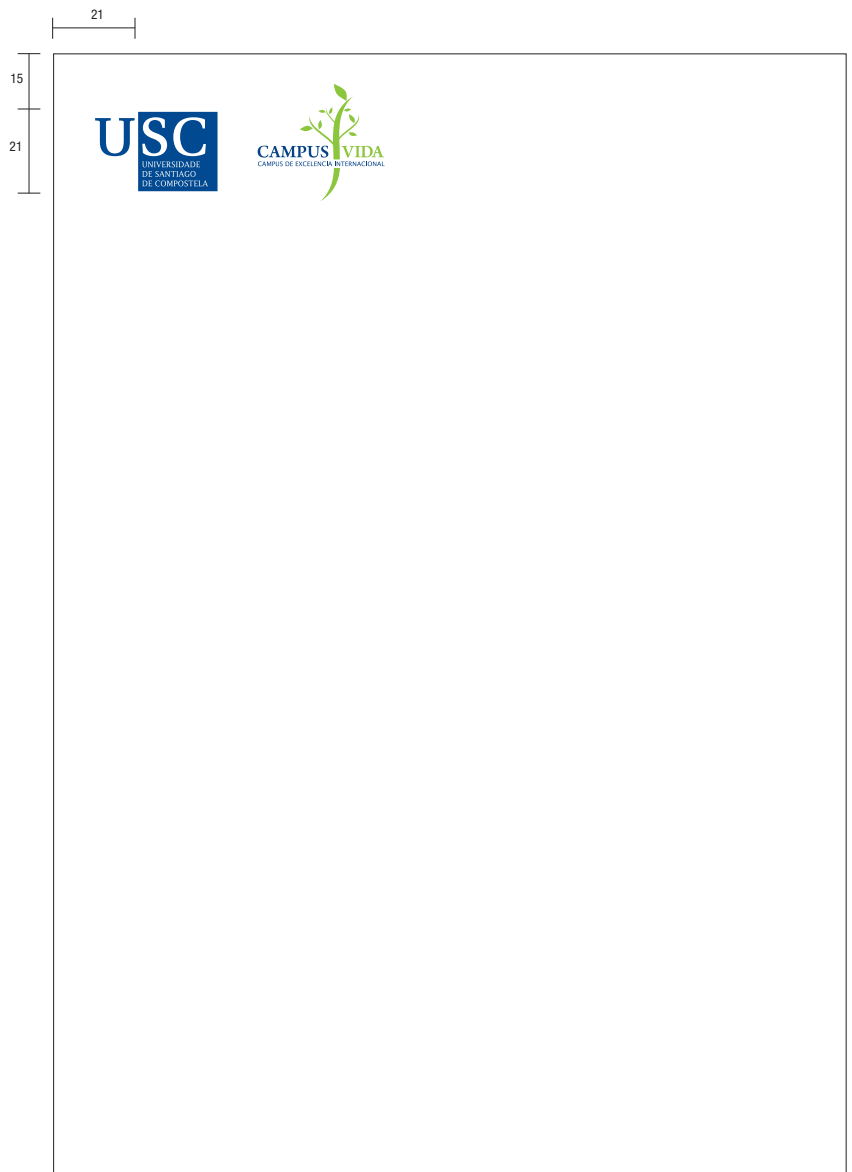 21
15
21
USC
UNIVERSIDADE
DE SANTIAGO
DE COMPOSTELA
CAMPUS VIDA
CAMPUS DE EXCELENCIA INTERNACIONAL